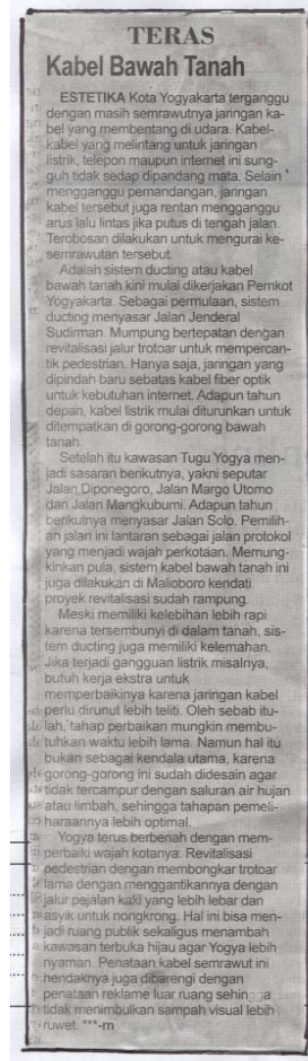 TERAS
Kabel Bawah Tanah
ESTETIKA Kota Yogyakarta terganggu
dengan masih semrawutnya jaringan ka-
bel yang membentang di udara. Kabel-
kabel yang melintang untuk jaringan
listrik, telepon maupun internet ini sung-
guh tidak sedap dipandang mata. Selain
mengganggu pemandangan, jaringan
kabel tersebut juga rentan mengganggu
arus lalu lintas jika putus di tengah jalan.
Terobosan dilakukan untuk mengurai ke-
semrawutan tersebut.
Adalah sistem ducting atau kabel
bawah tanah kini mulai dikerjakan Pemkot
Yogyakarta. Sebagai permulaan, sistem
ducting menyasar Jalan Jenderal
Sudirman. Mumpung bertepatan dengan
revitalisasi jalur trotoar untuk mempercan-
tik pedestrian. Hanya saja, jaringan yang
dipindah baru sebatas kabel fiber optik
untuk kebutuhan internet. Adapun tahun
depan, kabel listrik mulai diturunkan untuk
ditempatkan di gorong-gorong bawah
tanah.
Setelah itu kawasan Tugu Yogya men-
jadi sasaran berikutnya, yakni seputar
Jalan Diponegoro, Jalan Margo Utomo
dan Jalan Mangkubumi. Adapun tahun
berikutnya menyasar Jalan Solo. Pemilih-
an jalan ini lantaran sebagai jalan protokol
yang menjadi wajah perkotaan. Memung-
kinkan pula, sistem kabel bawah tanah ini
juga dilakukan di Malioboro kendati
proyek revitalisasi sudah rampung.
Meski memiliki kelebihan lebih rapi
karena tersembunyi di dalam tanah, sis-
tem ducting juga memiliki kelemahan.
Jika terjadi gangguan listrik misalnya,
butuh kerja ekstra untuk
memperbaikinya karena jaringan kabel
perlu dirunut lebih teliti. Oleh sebab itu-
lah, tahap perbaikan mungkin membu-
tuhkan waktu lebih lama. Namun hal itu
bukan sebagai kendala utama, karena
gorong-gorong ini sudah didesain agar
tidak tercampur dengan saluran air hujan
atau limbah, sehingga tahapan pemeli-
haraannya lebih optimal.
Yogya terus berbenah dengan mem-
perbaiki wajah kotanya. Revitalisasi
pedestrian dengan membongkar trotoar
lama dengan menggantikannya dengan
jalur pejalan kaki yang lebih lebar dan
asyik untuk nongkrong. Hal ini bisa men-
jadi ruang publik sekaligus menambah
kawasan terbuka hijau agar Yogya lebih
nyaman. Penataan kabel semrawut ini
hendaknya juga dibarengi dengan
penataan reklame luar ruang sehingga
tidak menimbulkan sampah visual lebih
ruwet. ***-m